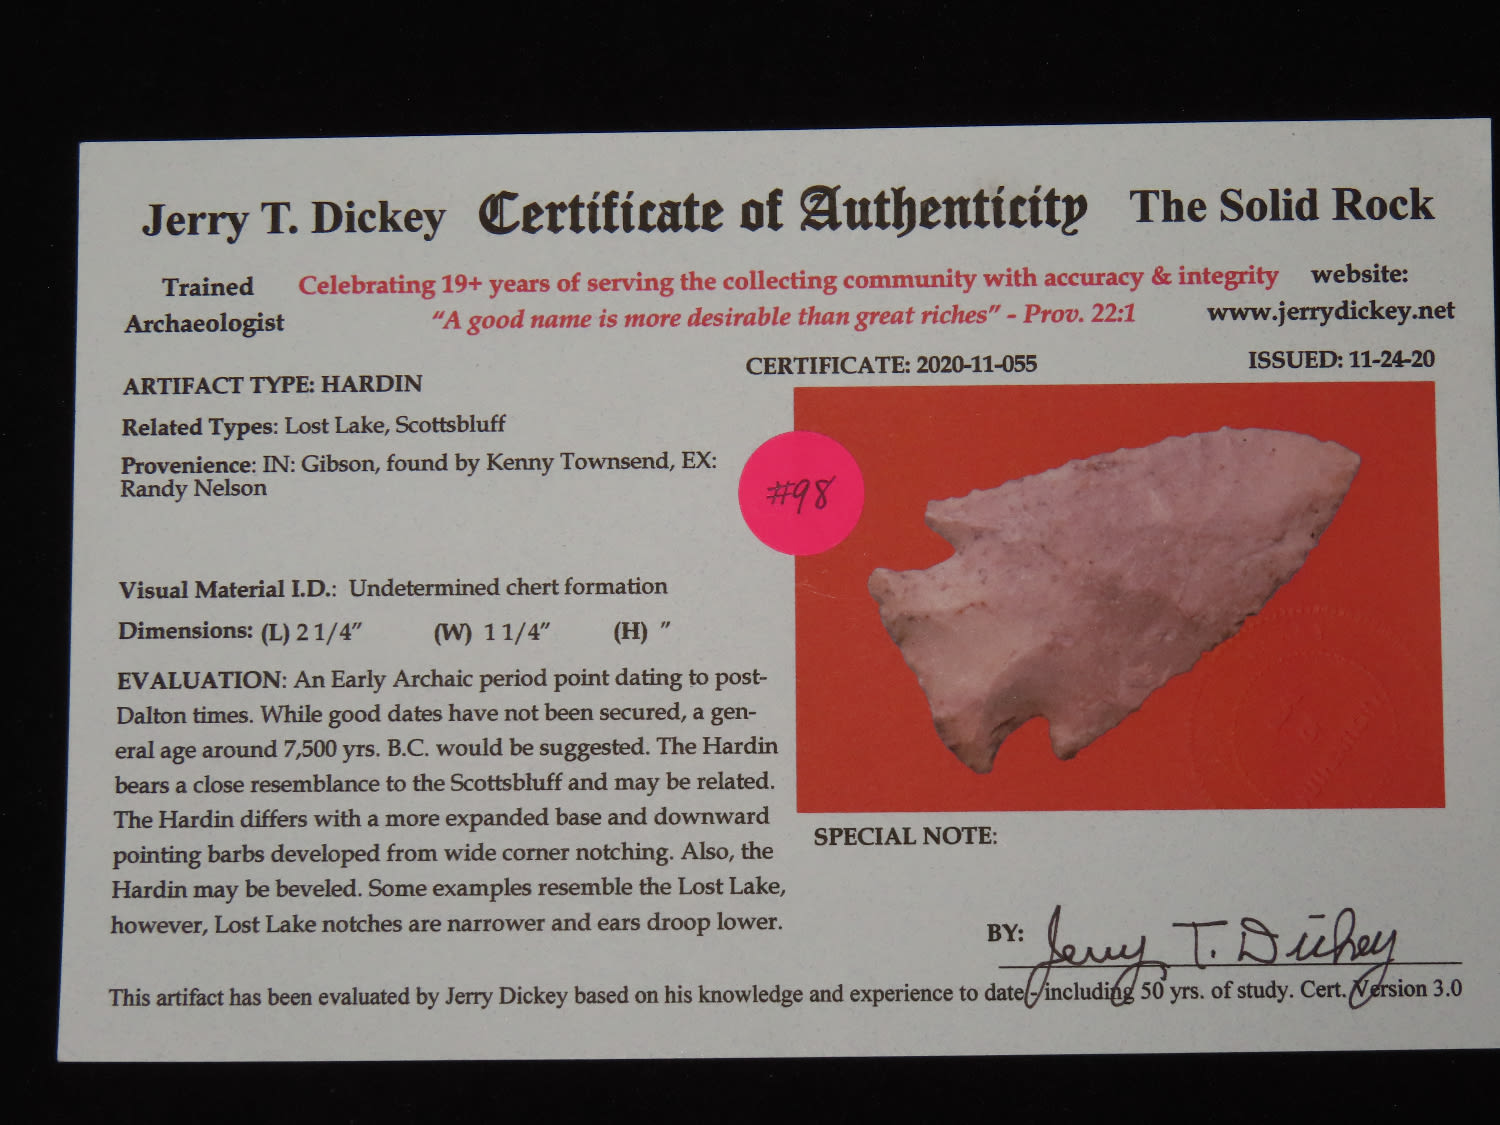 Jerry T. Dickey Certificate of Authenticity The Solid Rock
Trained Archaeologist
Celebrating 19+ years of serving the collecting community with accuracy & integrity
"A good name is more desirable than great riches" - Prov. 22:1
website:
www.jerrydickey.net
CERTIFICATE: 2020-11-055
ISSUED: 11-24-20
ARTIFACT TYPE: HARDIN
Related Types: Lost Lake, Scottsbluff
Provenience: IN: Gibson, found by Kenny Townsend, EX:
Randy Nelson
#98
Visual Material I.D.: Undetermined chert formation
Dimensions: (L) 2 1/4" (W) 1 1/4" (H) "
EVALUATION: An Early Archaic period point dating to post-
Dalton times. While good dates have not been secured, a gen-
eral age around 7,500 yrs. B.C. would be suggested. The Hardin
bears a close resemblance to the Scottsbluff and may be related.
The Hardin differs with a more expanded base and downward
pointing barbs developed from wide corner notching. Also, the
Hardin may be beveled. Some examples resemble the Lost Lake,
however, Lost Lake notches are narrower and ears droop lower.
SPECIAL NOTE:
BY: Jerry T. Dickey
This artifact has been evaluated by Jerry Dickey based on his knowledge and experience to date - including 50 yrs. of study. Cert. Version 3.0